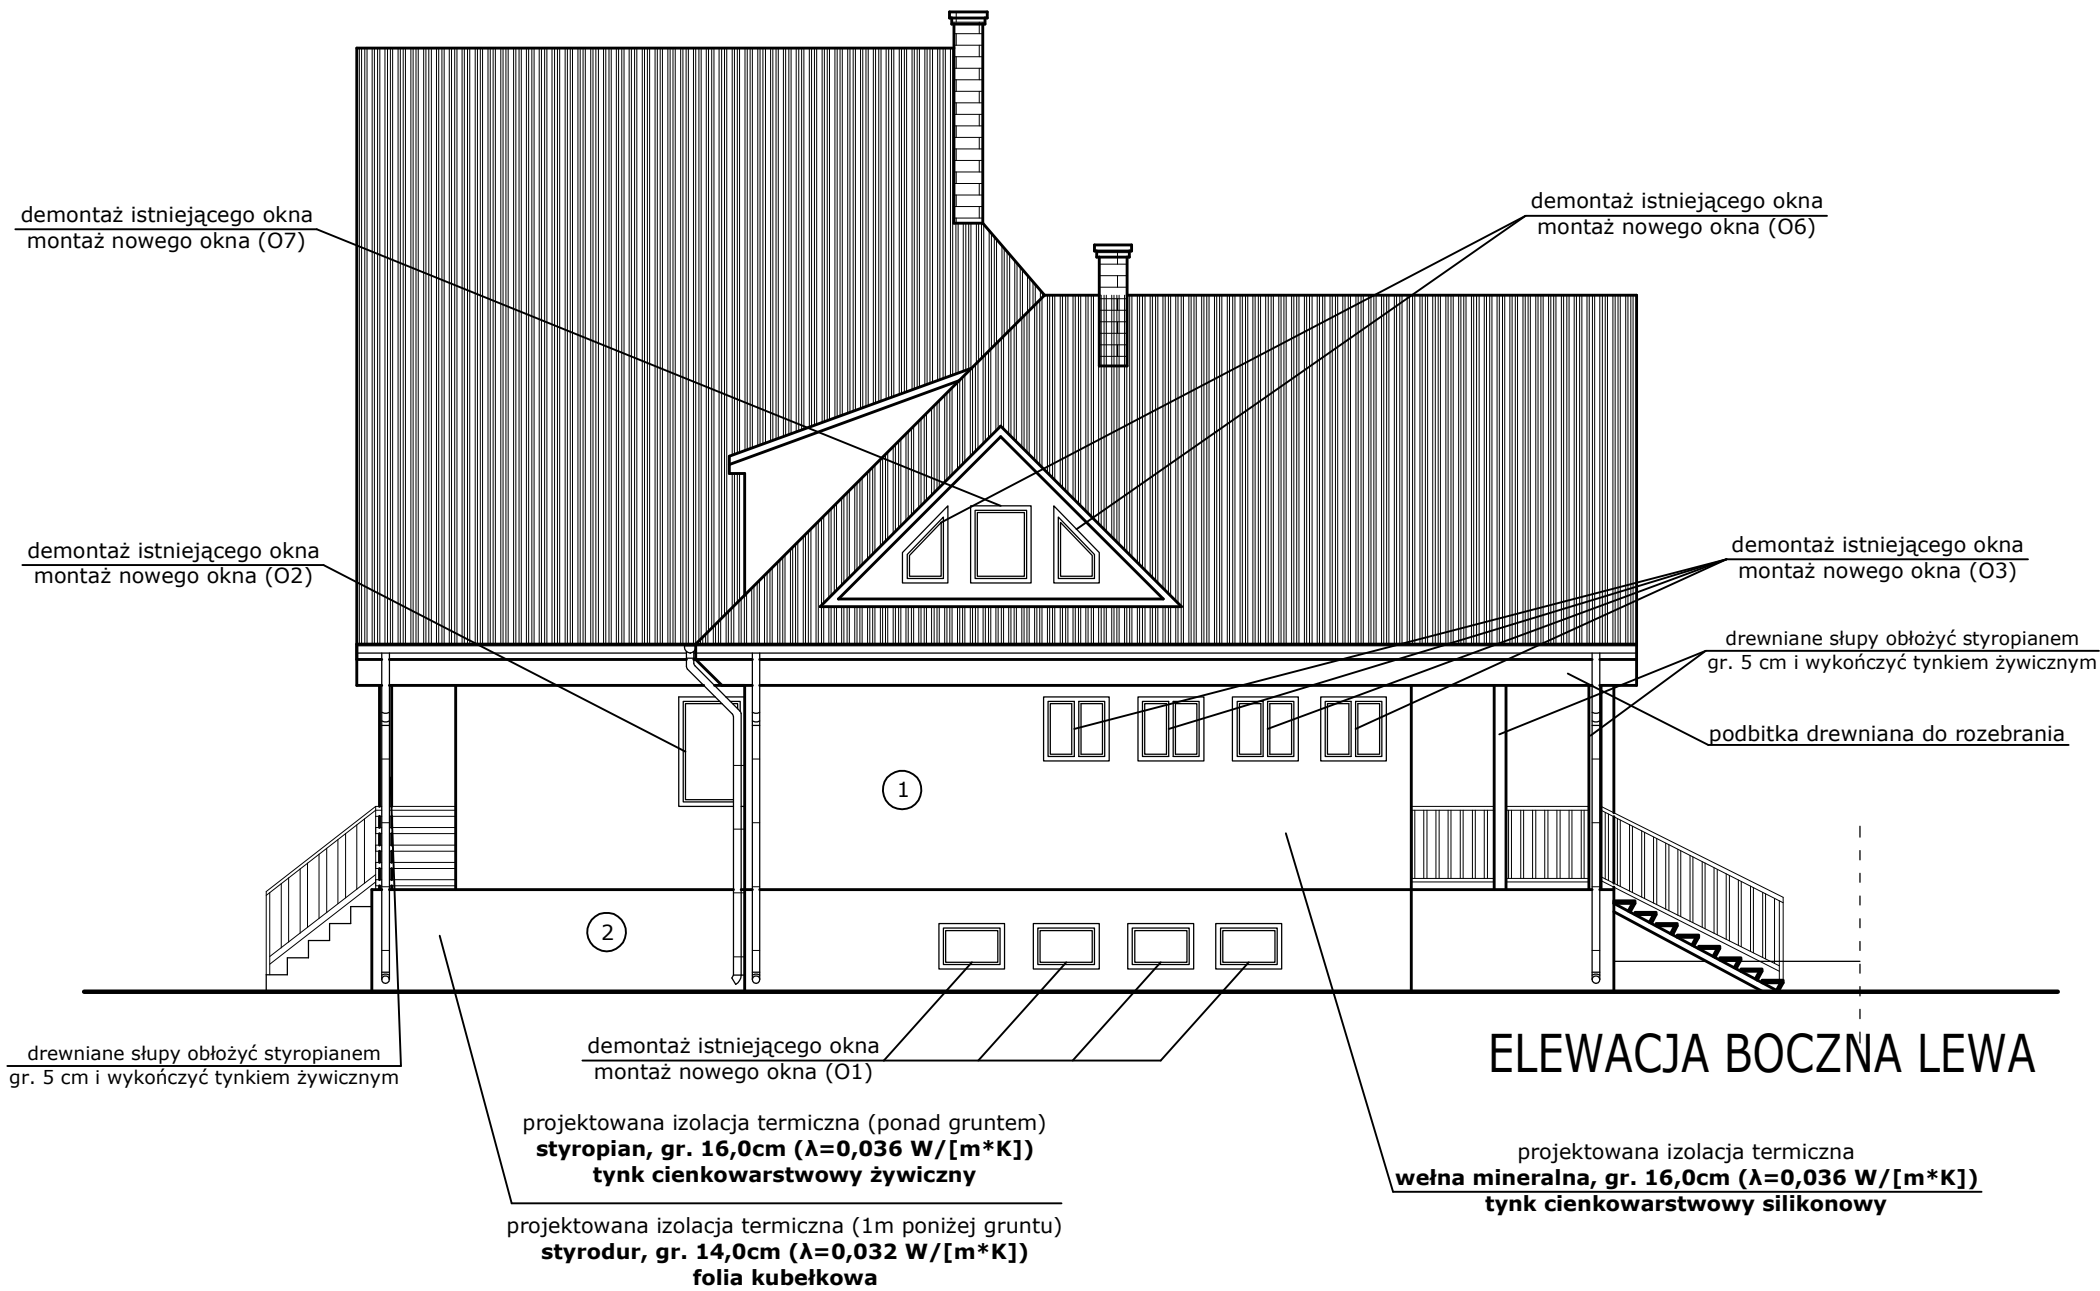 demontaż istniejącego okna
montaż nowego okna (O7)
demontaż istniejącego okna
montaż nowego okna (O6)
demontaż istniejącego okna
montaż nowego okna (O2)
demontaż istniejącego okna
montaż nowego okna (O3)
drewniane słupy obłożyć styropianem
gr. 5 cm i wykończyć tynkiem żywicznym
podbitka drewniana do rozebrania
1
2
drewniane słupy obłożyć styropianem
gr. 5 cm i wykończyć tynkiem żywicznym
demontaż istniejącego okna
montaż nowego okna (O1)
ELEWACJA BOCZNA LEWA
projektowana izolacja termiczna (ponad gruntem)
styropian, gr. 16,0cm (λ=0,036 W/[m*K])
tynk cienkowarstwowy żywiczny
projektowana izolacja termiczna (1m poniżej gruntu)
styrodur, gr. 14,0cm (λ=0,032 W/[m*K])
folia kubełkowa
projektowana izolacja termiczna
wełna mineralna, gr. 16,0cm (λ=0,036 W/[m*K])
tynk cienkowarstwowy silikonowy